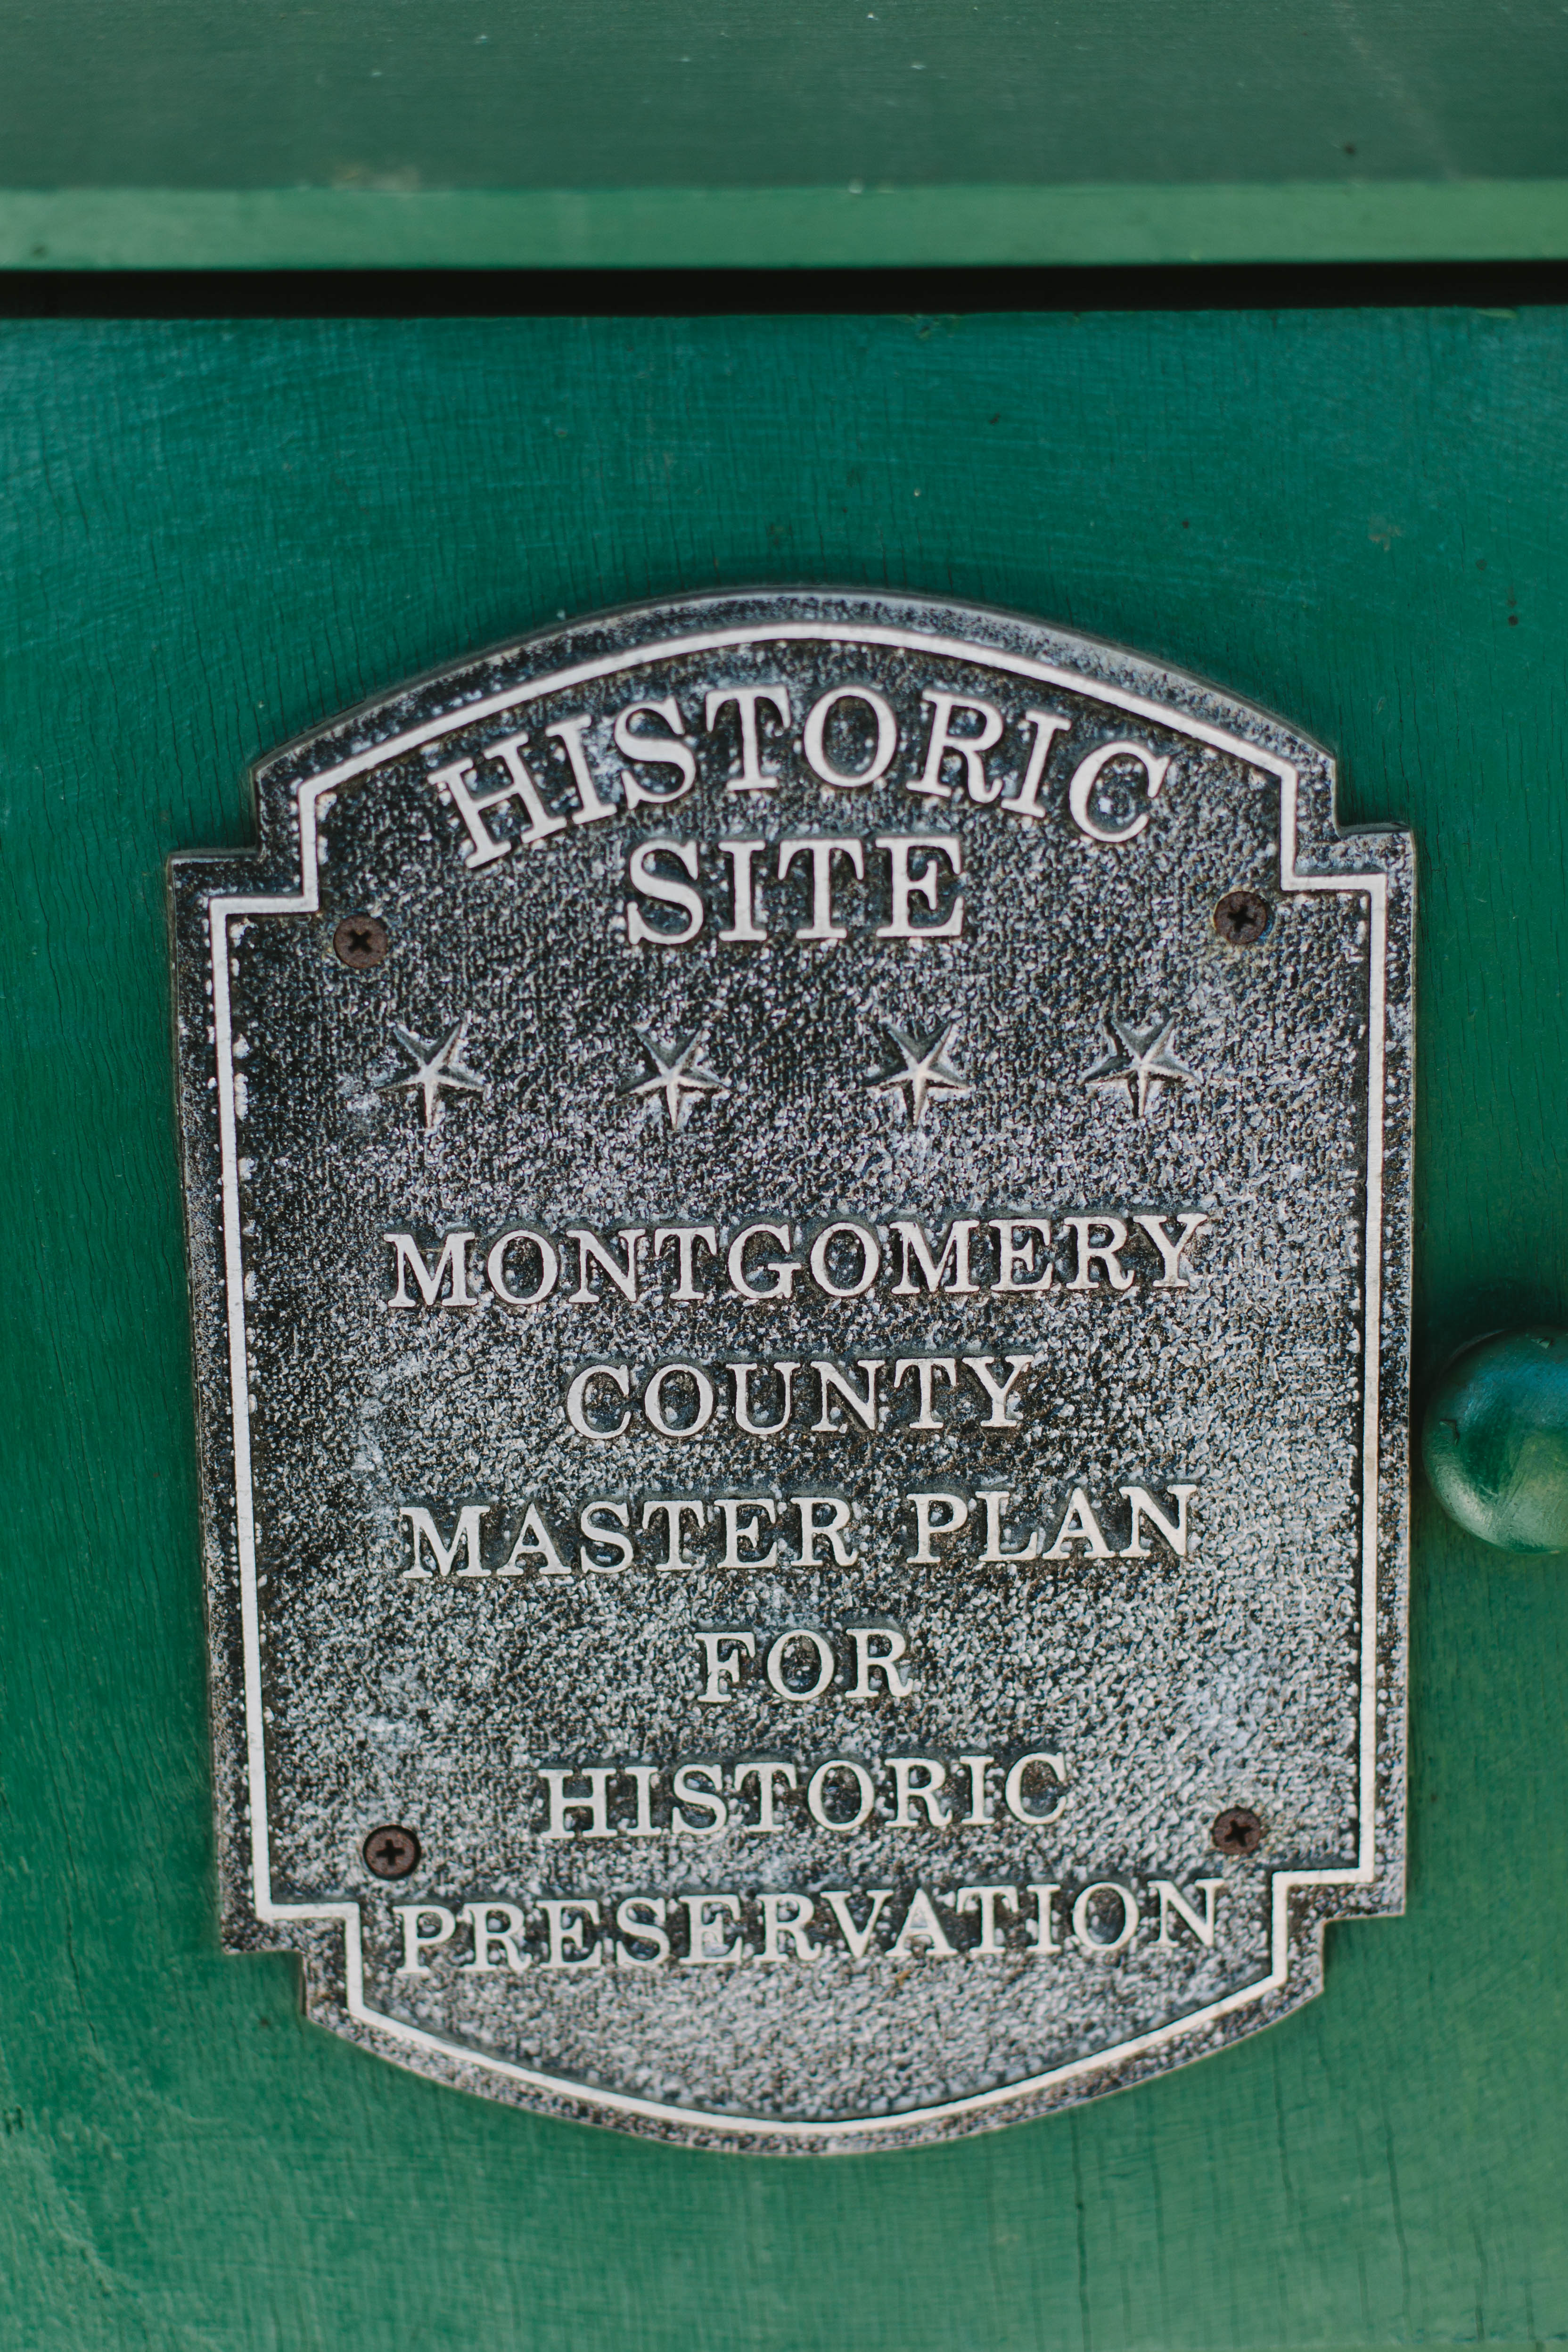 HISTORIC
SITE
MONTGOMERY
COUNTY
MASTER PLAN
FOR
HISTORIC
PRESERVATION